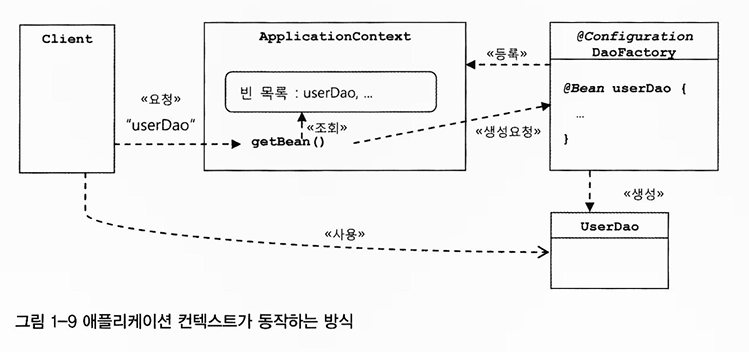 Client
ApplicationContext
@Configuration
DaoFactory
«등록»
빈 목록 : userDao, ...
@Bean userDao {
...
}
«요청»
"userDao"
«조회»
getBean()
«생성요청»
«생성»
UserDao
«사용»
그림 1-9 애플리케이션 컨텍스트가 동작하는 방식